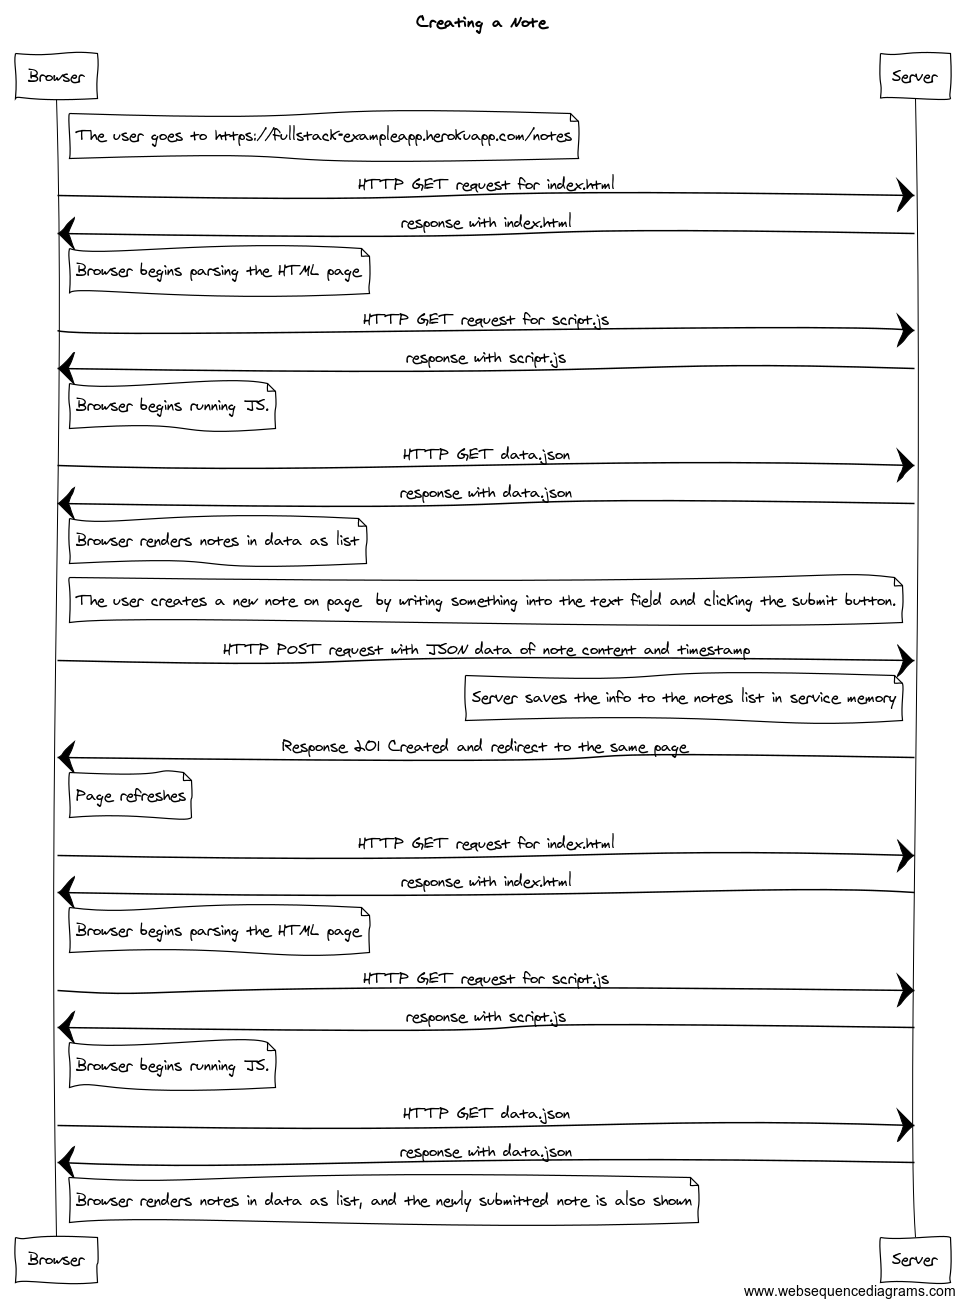 Creating a Note
Browser
Server
The user goes to https://fullstack-exampleapp.herokuapp.com/notes
HTTP GET request for index.html
response with index.html
Browser begins parsing the HTML page
HTTP GET request for script.js
response with script.js
Browser begins running JS.
HTTP GET data.json
response with data.json
Browser renders notes in data as list
The user creates a new note on page by writing something into the text field and clicking the submit button.
HTTP POST request with JSON data of note content and timestamp
Server saves the info to the notes list in service memory
Response 201 Created and redirect to the same page
Page refreshes
HTTP GET request for index.html
response with index.html
Browser begins parsing the HTML page
HTTP GET request for script.js
response with script.js
Browser begins running JS.
HTTP GET data.json
response with data.json
Browser renders notes in data as list, and the newly submitted note is also shown
Browser
Server
www.websequencediagrams.com